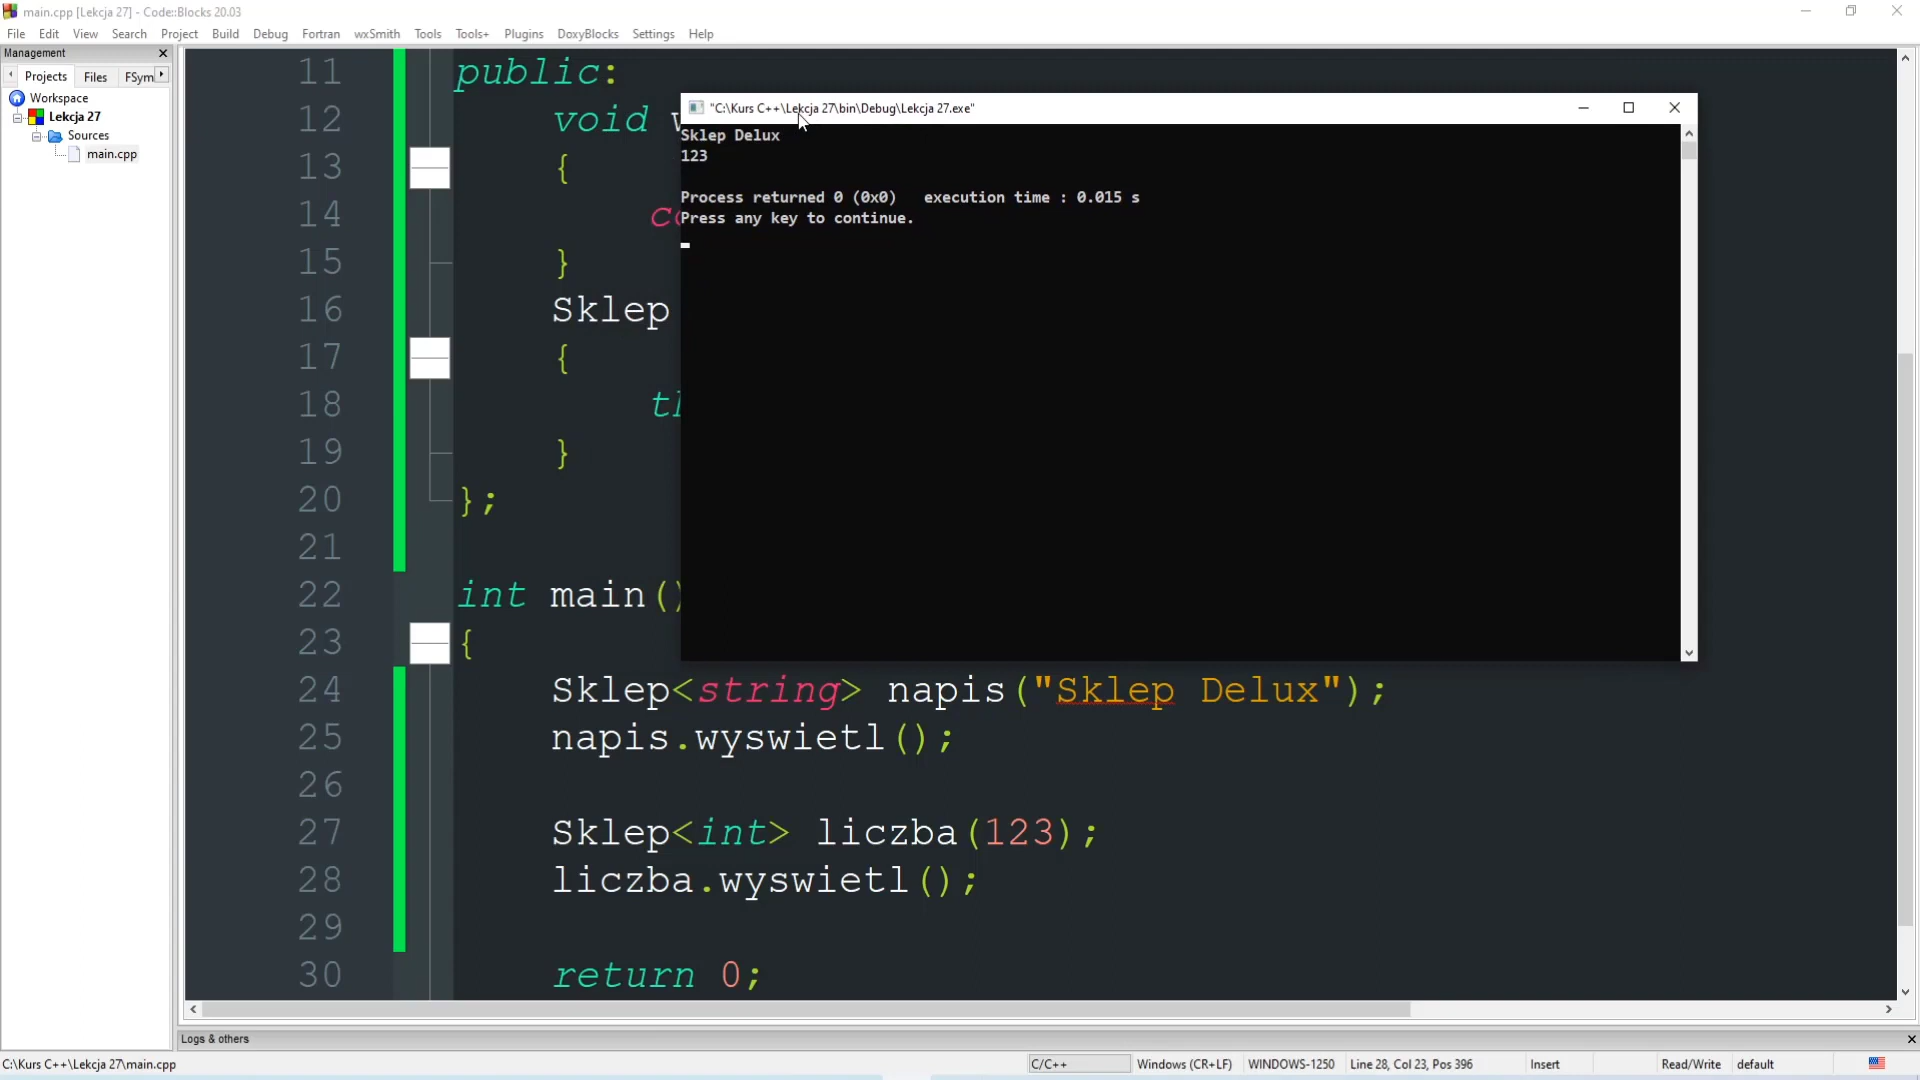 main.cpp [Lekcja 27] - Code::Blocks 20.03
File Edit View Search Project Build Debug Fortran wxSmith Tools Tools+ Plugins DoxyBlocks Settings Help
Management
Projects Files FSym
Workspace
Lekcja 27
Sources
main.cpp
11 public:
12 void
13 {
14
15 }
16 Sklep
17 {
18
19 }
20 };
21
22 int main()
23 {
24 Sklep<string> napis("Sklep Delux");
25 napis.wyswietl();
26
27 Sklep<int> liczba(123);
28 liczba.wyswietl();
29
30 return 0;
"C:\Kurs C++\Lekcja 27\bin\Debug\Lekcja 27.exe"
Sklep Delux
123
Process returned 0 (0x0) execution time : 0.015 s
Press any key to continue.
Logs & others
C:\Kurs C++\Lekcja 27\main.cpp C/C++ Windows (CR+LF) WINDOWS-1250 Line 28, Col 23, Pos 396 Insert Read/Write default